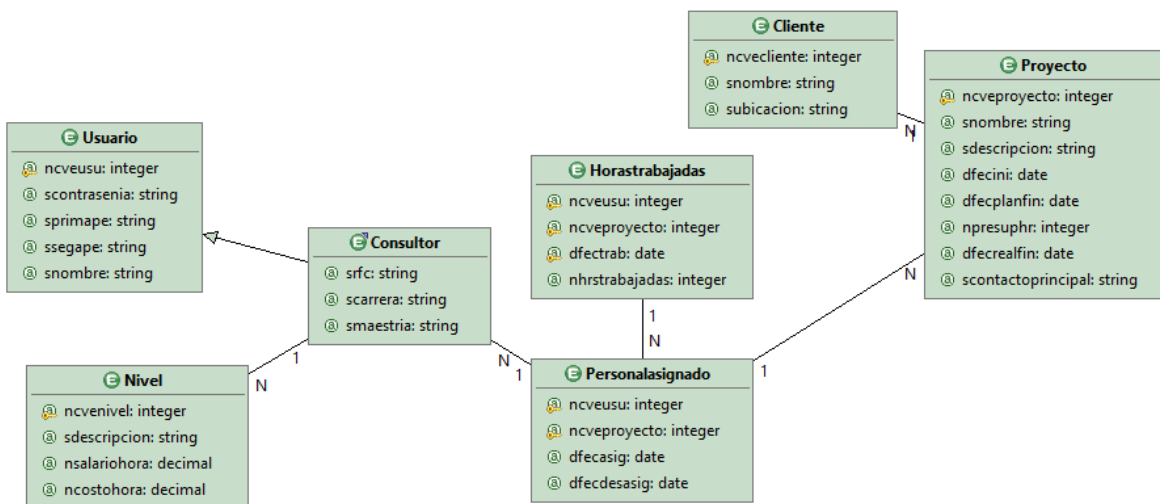 Cliente
ncvecliente: integer
snombre: string
subicacion: string
N
1
Proyecto
ncveproyecto: integer
snombre: string
sdescripcion: string
dfecini: date
dfecplanfin: date
npresuphr: integer
dfecrealfin: date
scontactoprincipal: string
N
Usuario
ncveusu: integer
scontrasenia: string
sprimape: string
ssegape: string
snombre: string
Horastrabajadas
ncveusu: integer
ncveproyecto: integer
dfectrab: date
nhrstrabajadas: integer
1
N
Consultor
srfc: string
scarrera: string
smaestria: string
1
N
N
1
1
Nivel
ncvenivel: integer
sdescripcion: string
nsalariohora: decimal
ncostohora: decimal
Personalasignado
ncveusu: integer
ncveproyecto: integer
dfecasig: date
dfecdesasig: date